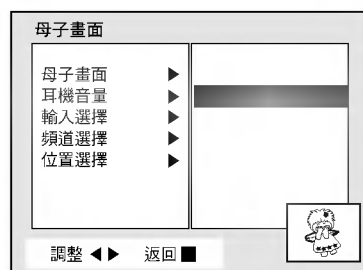 母子畫面
母子畫面 ▶
耳機音量 ▶
輸入選擇 ▶
頻道選擇 ▶
位置選擇 ▶
調整 ◀▶ 返回 ■